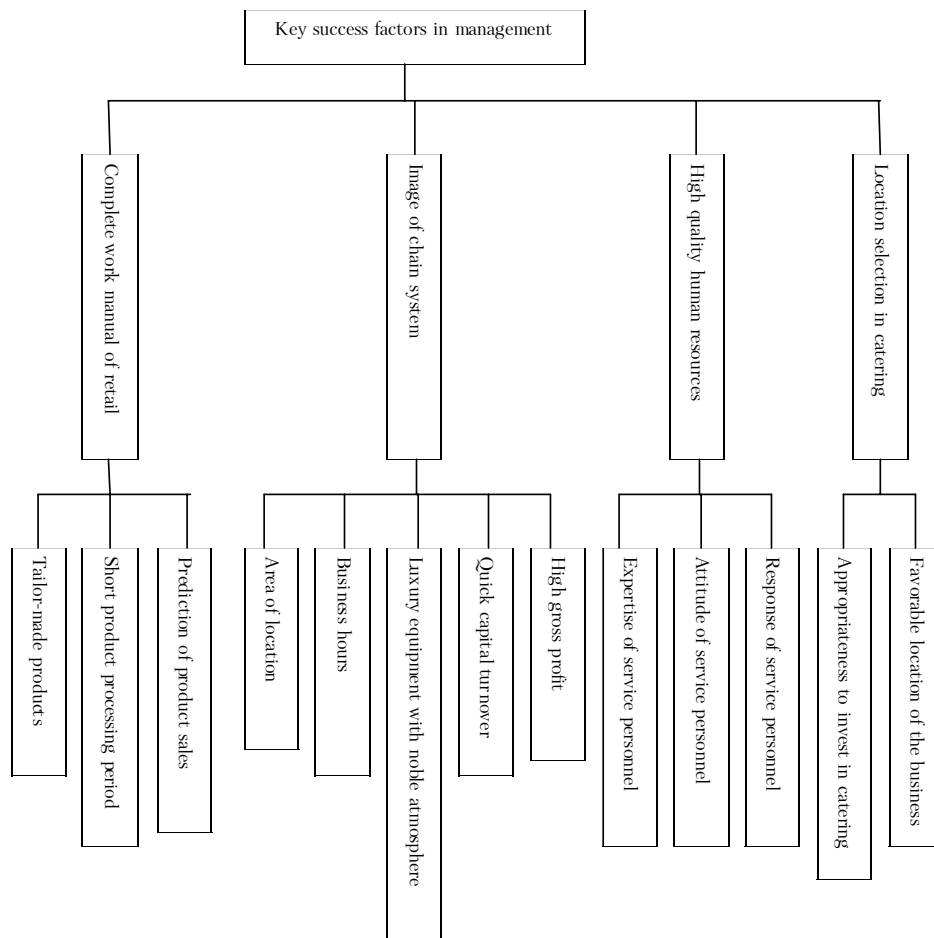 Key success factors in management
Complete work manual of retail
Image of chain system
High quality human resources
Location selection in catering
Tailor-made products
Short product processing period
Prediction of product sales
Area of location
Business hours
Luxury equipment with noble atmosphere
Quick capital turnover
High gross profit
Expertise of service personnel
Attitude of service personnel
Response of service personnel
Appropriateness to invest in catering
Favorable location of the business